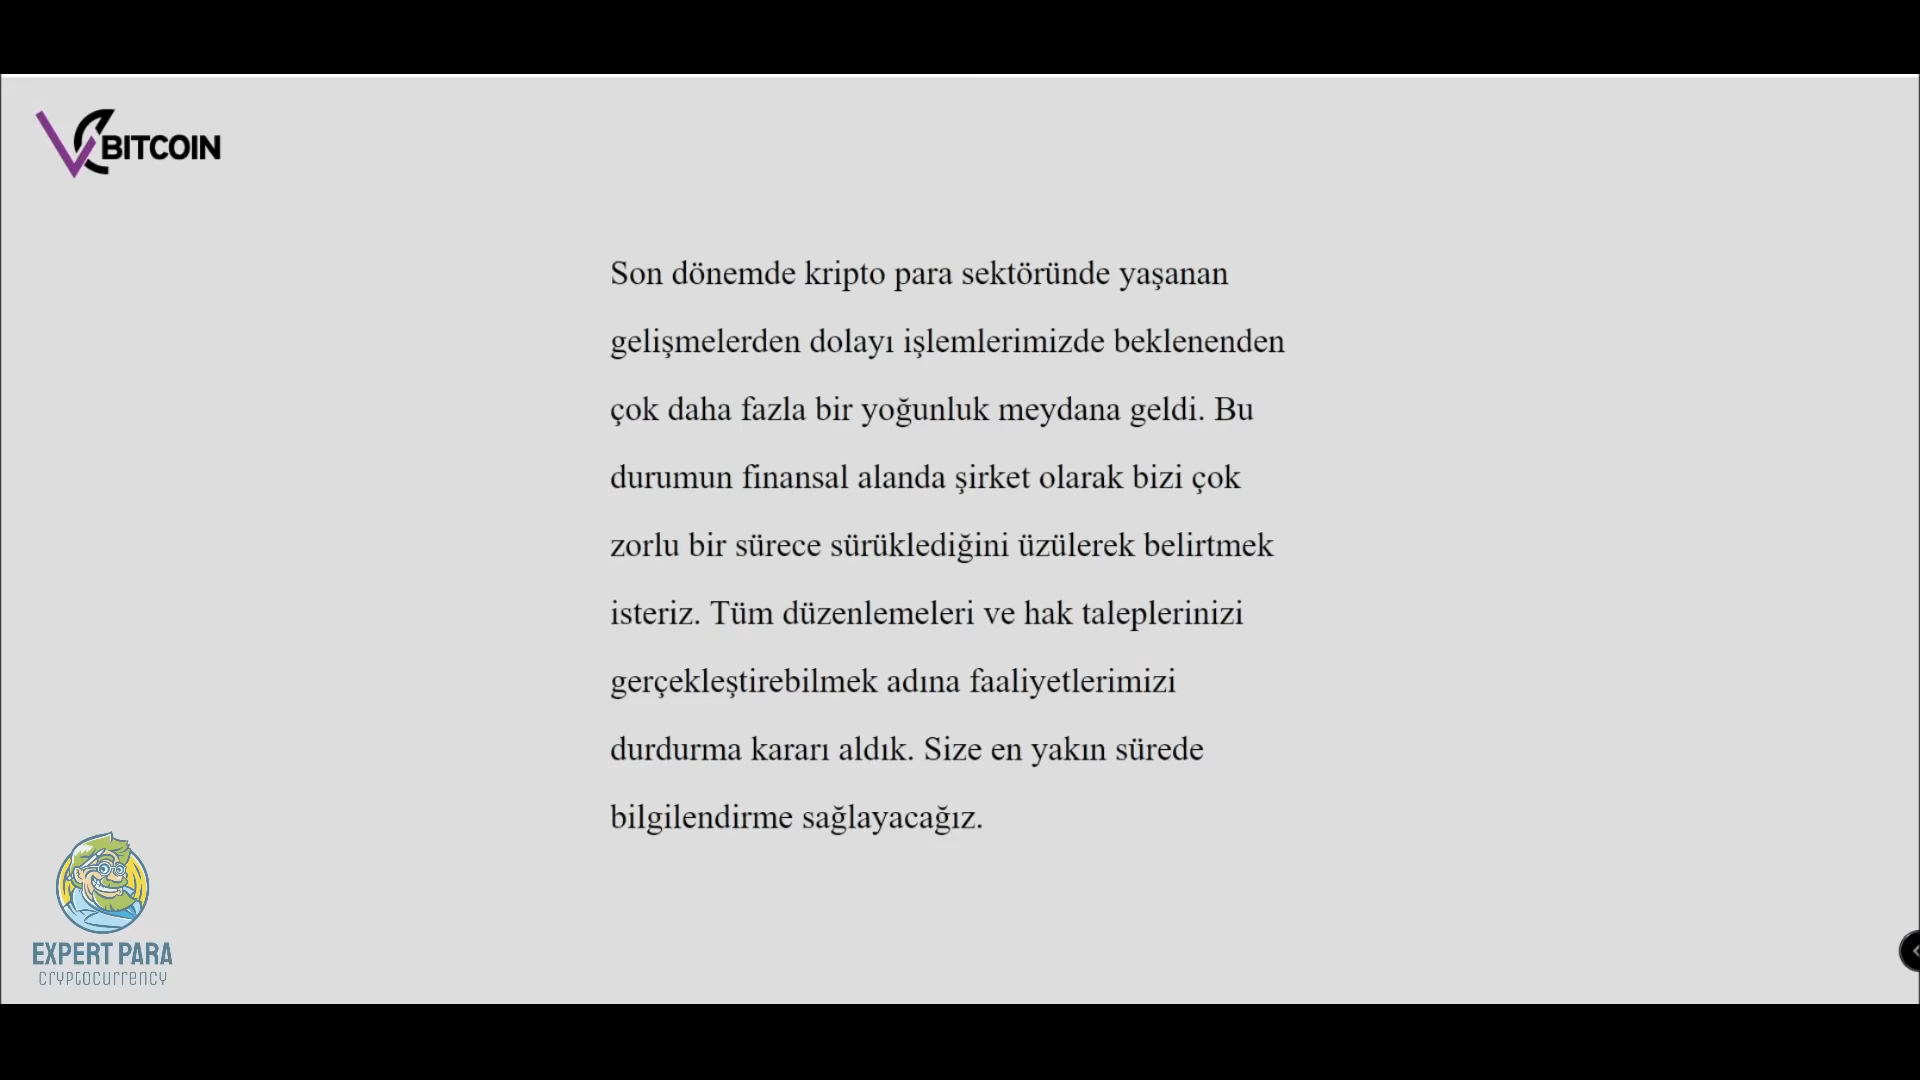 VBITCOIN
Son dönemde kripto para sektöründe yaşanan
gelişmelerden dolayı işlemlerimizde beklenenden
çok daha fazla bir yoğunluk meydana geldi. Bu
durumun finansal alanda şirket olarak bizi çok
zorlu bir sürece sürüklediğini üzülerek belirtmek
isteriz. Tüm düzenlemeleri ve hak taleplerinizi
gerçekleştirebilmek adına faaliyetlerimizi
durdurma kararı aldık. Size en yakın sürede
bilgilendirme sağlayacağız.
EXPERT PARA
CRYPTOCURRENCY